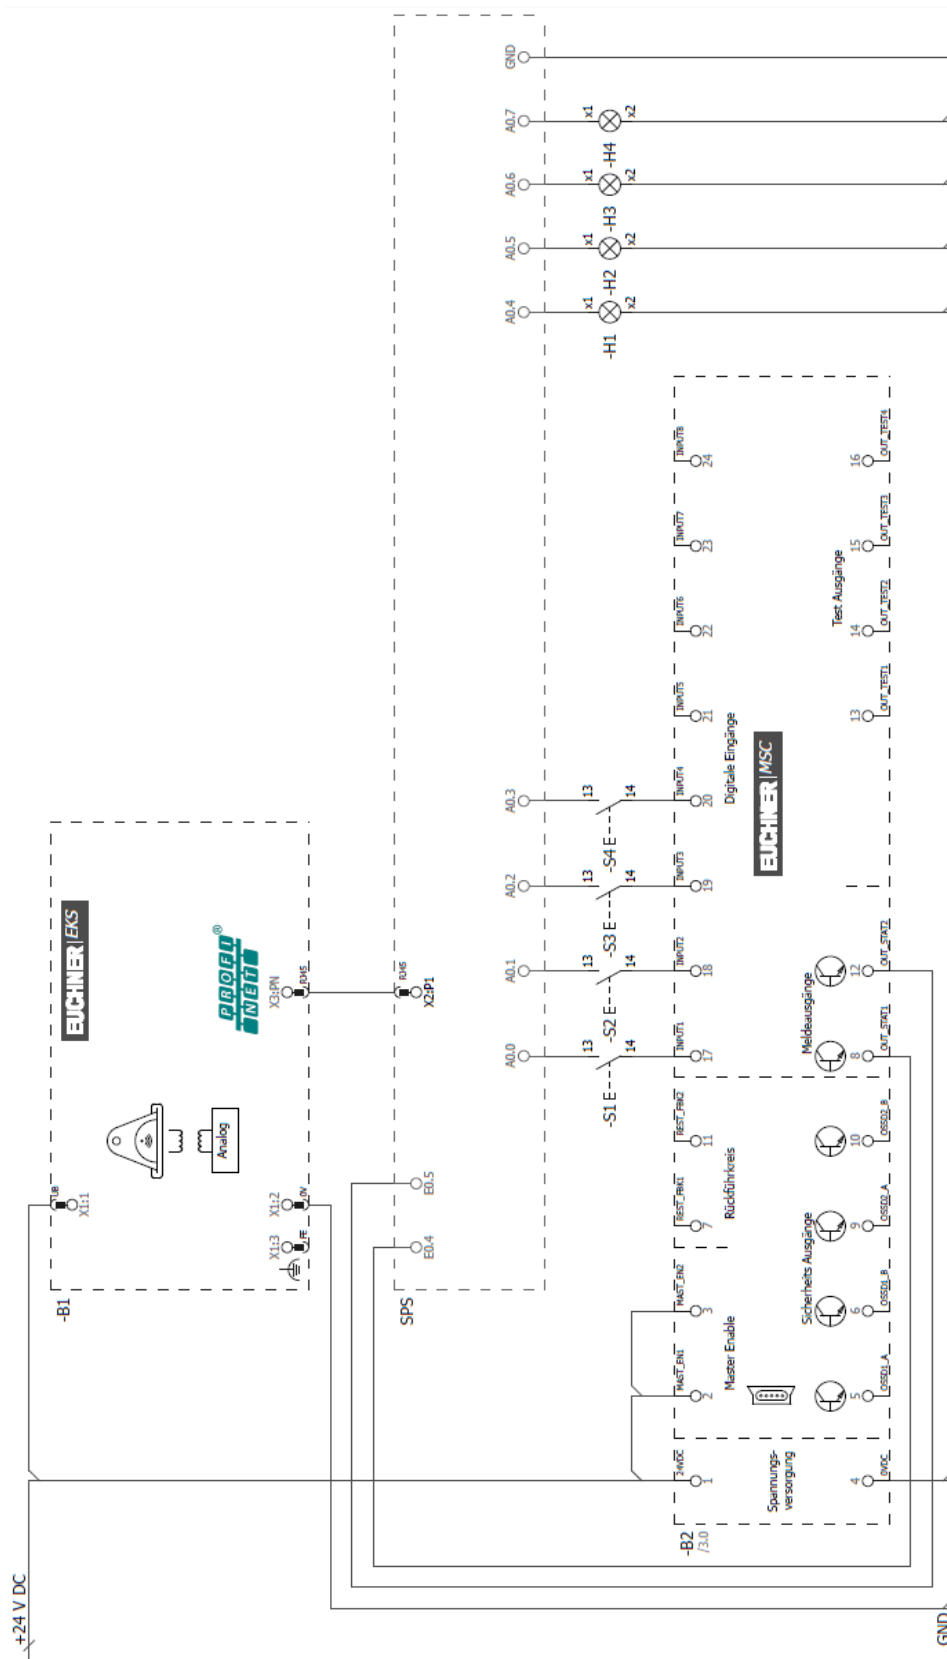 +24 V DC
GND
-B1
EUCHNER EKS
UB
X1:1
Analog
PROFI
NET
®
X1:3
PE
X1:2
0V
X3:PN
RJ45
SPS
E0.4
E0.5
X2:P1
RJ45
A0.0
A0.1
A0.2
A0.3
A0.4
A0.5
A0.6
A0.7
GND
-S1
13
14
-S2
13
14
-S3
13
14
-S4
13
14
-H1
x1
x2
-H2
x1
x2
-H3
x1
x2
-H4
x1
x2
-B2
/3.0
24VDC
1
MAST_EN1
2
MAST_EN2
3
REST_FBK1
7
REST_FBK2
11
INPUT1
17
INPUT2
18
INPUT3
19
INPUT4
20
INPUT5
21
INPUT6
22
INPUT7
23
INPUT8
24
Master Enable
Rückführkreis
Digitale Eingänge
EUCHNER MSC
Spannungs-
versorgung
Sicherheits Ausgänge
Meldeausgänge
Test Ausgänge
4
0VDC
5
OSSD1_A
6
OSSD1_B
9
OSSD2_A
10
OSSD2_B
8
OUT_STAT1
12
OUT_STAT2
13
OUT_TEST1
14
OUT_TEST2
15
OUT_TEST3
16
OUT_TEST4